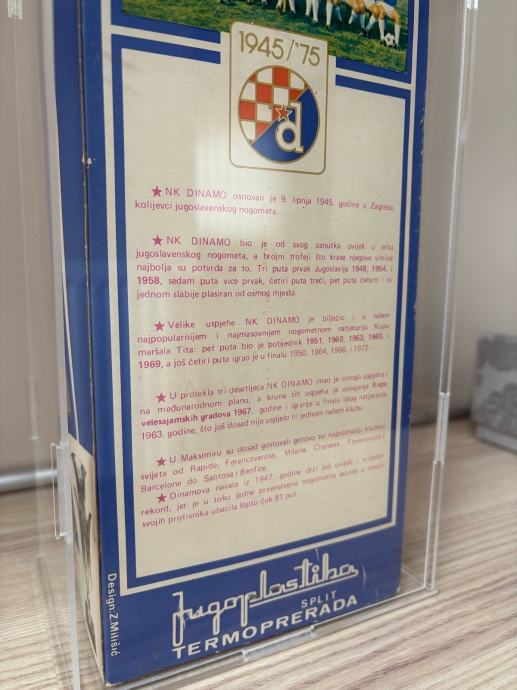 1945/'75
d
★ NK DINAMO osnovan je 9. lipnja 1945. godine u Zagrebu,
kolijevci jugoslavenskog nogometa.
★ NK DINAMO bio je od svog osnutka uvijek u vrhu
jugoslavenskog nogometa, a brojni trofeji što krase njegove vitrine
najbolja su potvrda za to. Tri puta prvak Jugoslavije 1948, 1954. i
1958, sedam puta vice prvak, četiri puta treći, pet puta četvrti i ni
jednom slabije plasiran od osmog mjesta.
★ Velike uspjehe NK DINAMO je bilježio i u našem
najpopularnijem i najmasovnijem nogometnom natjecanju Kupu
maršala Tita: pet puta bio je pobjednik 1951, 1960, 1963, 1965. i
1969, a još četiri puta igrao je u finalu 1950, 1964, 1966. i 1972.
★ U protekla tri desetljeća NK DINAMO imao je mnogo uspjeha i
na međunarodnom planu, a kruna tih uspjeha je osvajanje Kupa
velesajamskih gradova 1967. godine i igranje u finalu istog natjecanja
1963. godine, što još dosad nije uspjelo ni jednom našem klubu.
★ U Maksimiru su dosad gostovali gotovo svi najpoznatiji klubovi
svijeta od Rapida, Ferenczvarosa, Milana, Chelsea, Feyenoorda i
Barcelone do Santosa i Benfice.
★ Dinamova navala iz 1947. godine drži još uvijek i vrijedan
rekord, jer je u toku jedne prvenstvene nogometne sezone u mreže
svojih protivnika ubacila loptu čak 81 put.
Jugoplastika
SPLIT
TERMOPRERADA
Design: Z. Milišić